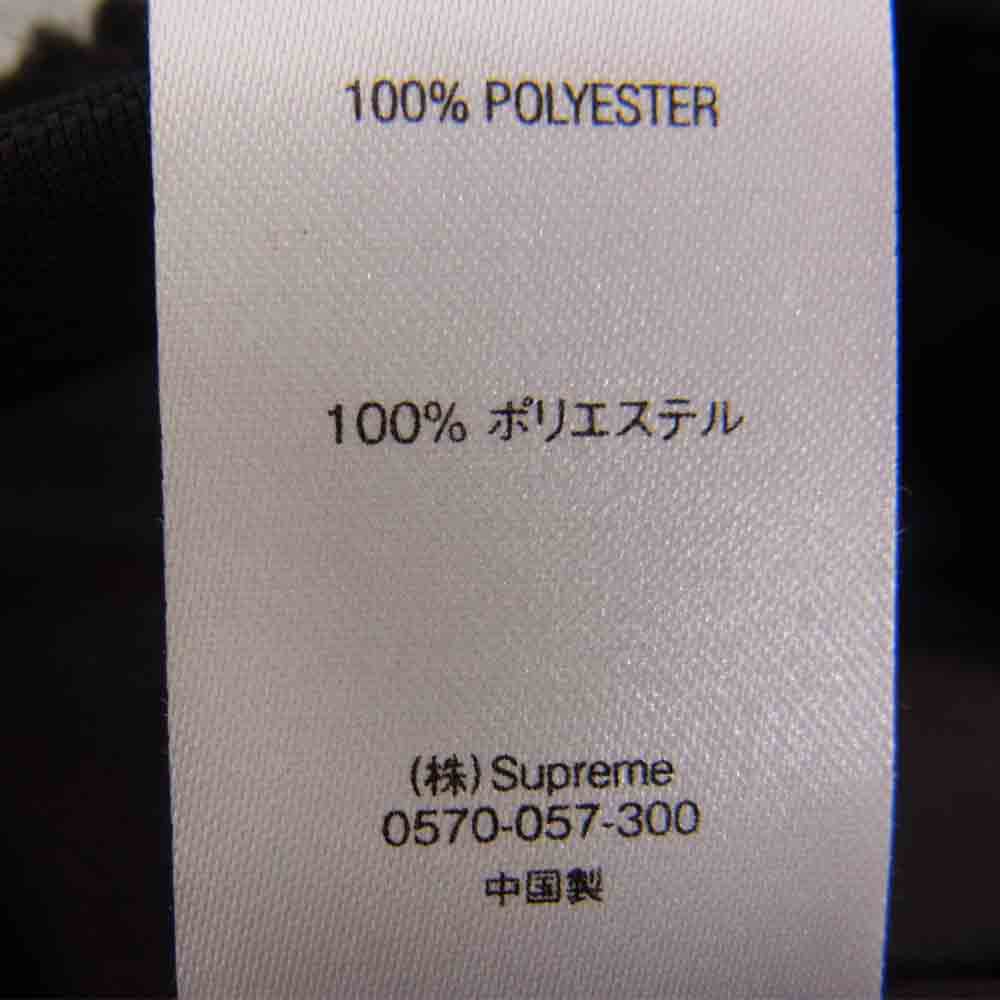 100% POLYESTER
100% ポリエステル
(株) Supreme
0570-057-300
中国製